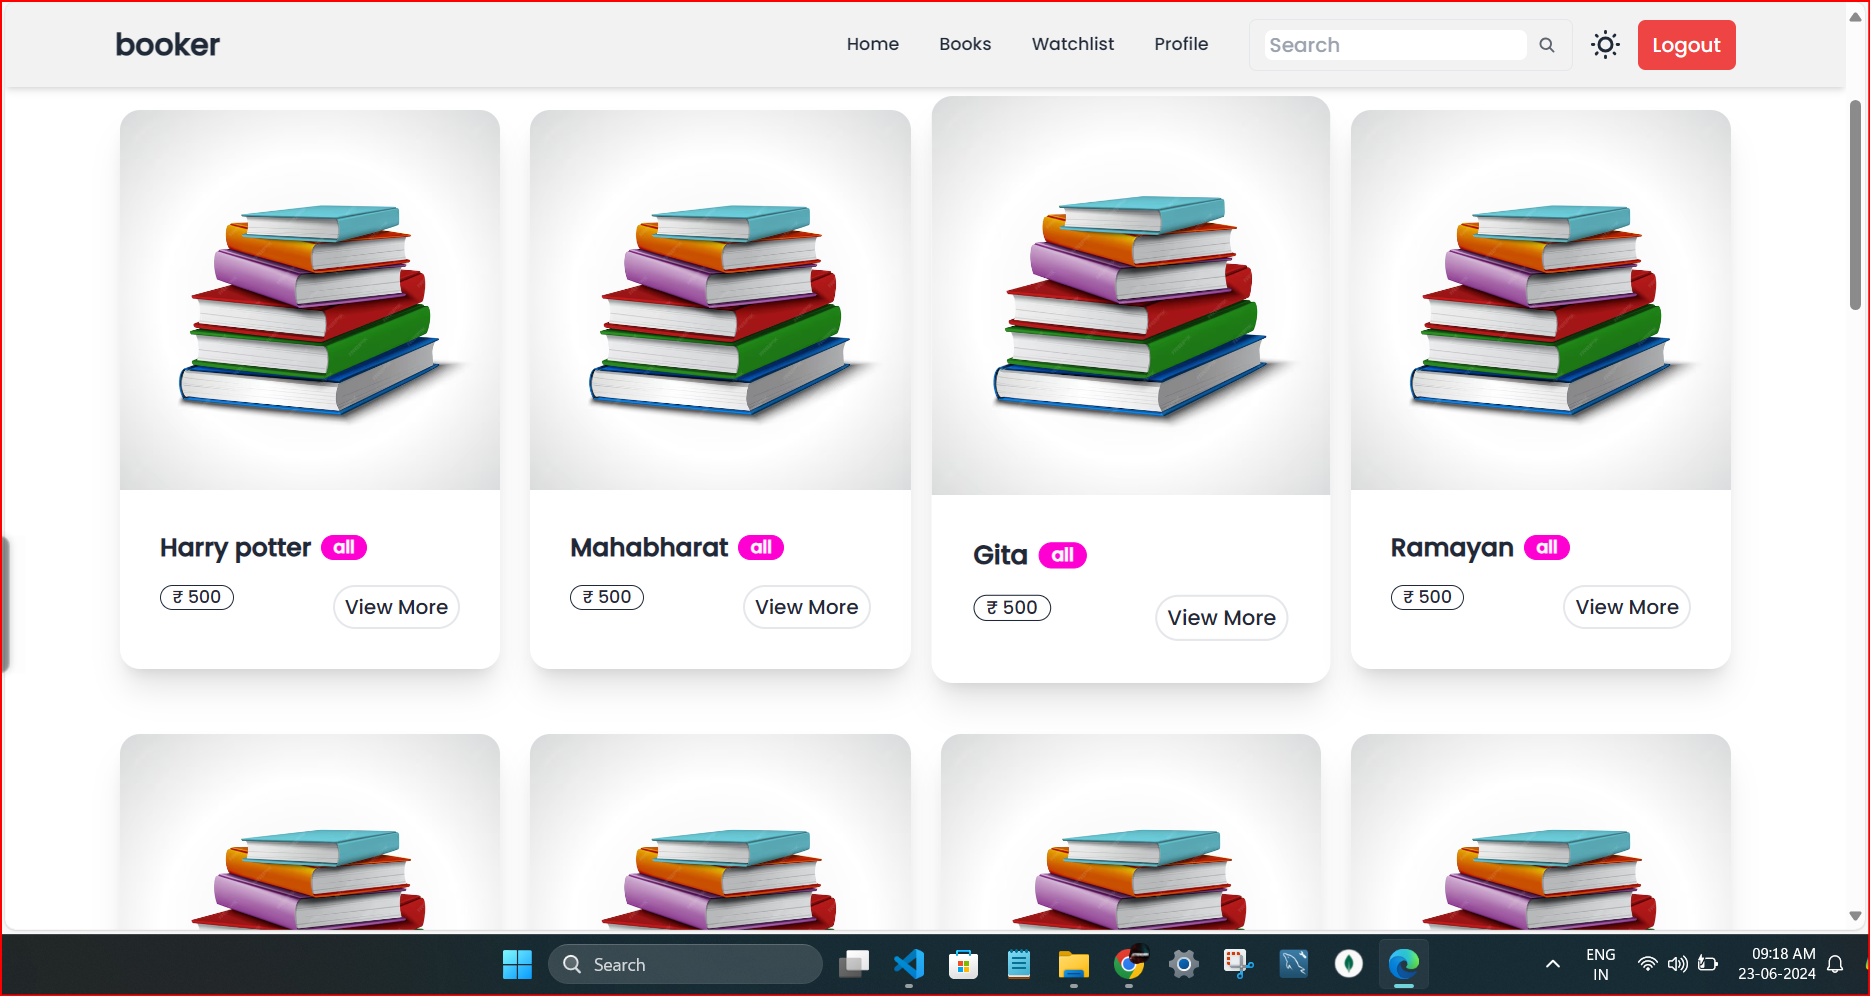 booker
Home Books Watchlist Profile Search Logout
Harry potter all
₹ 500 View More
Mahabharat all
₹ 500 View More
Gita all
₹ 500 View More
Ramayan all
₹ 500 View More
Search
ENG
IN
09:18 AM
23-06-2024